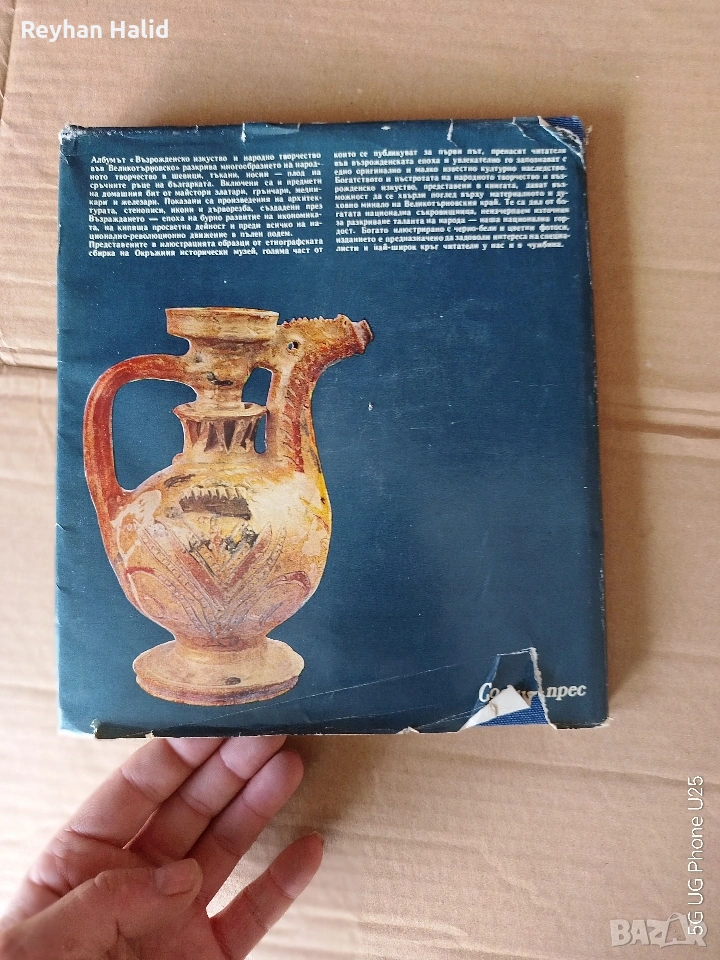 Reyhan Halid
Албумът «Възрожденско изкуство и народно творчество
във Великотърновско» разкрива многообразието на народ-
ното творчество в шевици, тъкани, носии — плод на
сръчните ръце на българката. Включени са и предмети
на домашния бит от майстори златари, грънчари, медни-
кари и железари. Показани са произведения на архитек-
турата, стенописи, икони и дърворезба, създадени през
Възраждането — епоха на бурно развитие на икономика-
та, на кипяща просветна дейност и преди всичко на на-
ционално-революционно движение в пълен подем.
Представените в илюстрацията образци от етнографската
сбирка на Окръжния исторически музей, голяма част от
които се публикуват за първи път, пренасят читателя
във възрожденската епоха и увлекателно го запознават с
едно оригинално и малко известно културно наследство.
Богатството и пъстротата на народното творчество и въз-
рожденско изкуство, представени в книгата, дават въз-
можност да се хвърли поглед върху материалното и ду-
ховно минало на Великотърновския край. Те са дял от бо-
гатата национална съкровищница, неизчерпаем източник
за разкриване таланта на народа — наша национална гор-
дост. Богато илюстрирано с черно-бели и цветни фотоси,
изданието е предназначено да задоволи интереса на специа-
листи и най-широк кръг читатели у нас и в чужбина.
прес
5G UG Phone U25
BAZAR